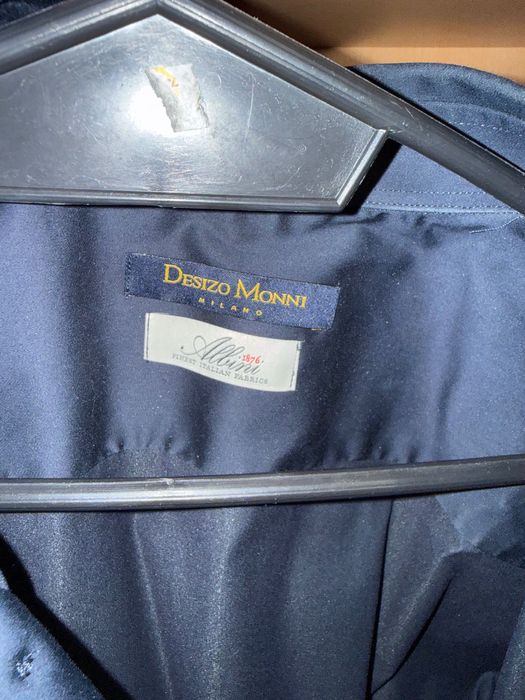 DESIZO MONNI
MILANO
Albini 1876
FINEST ITALIAN FABRICS